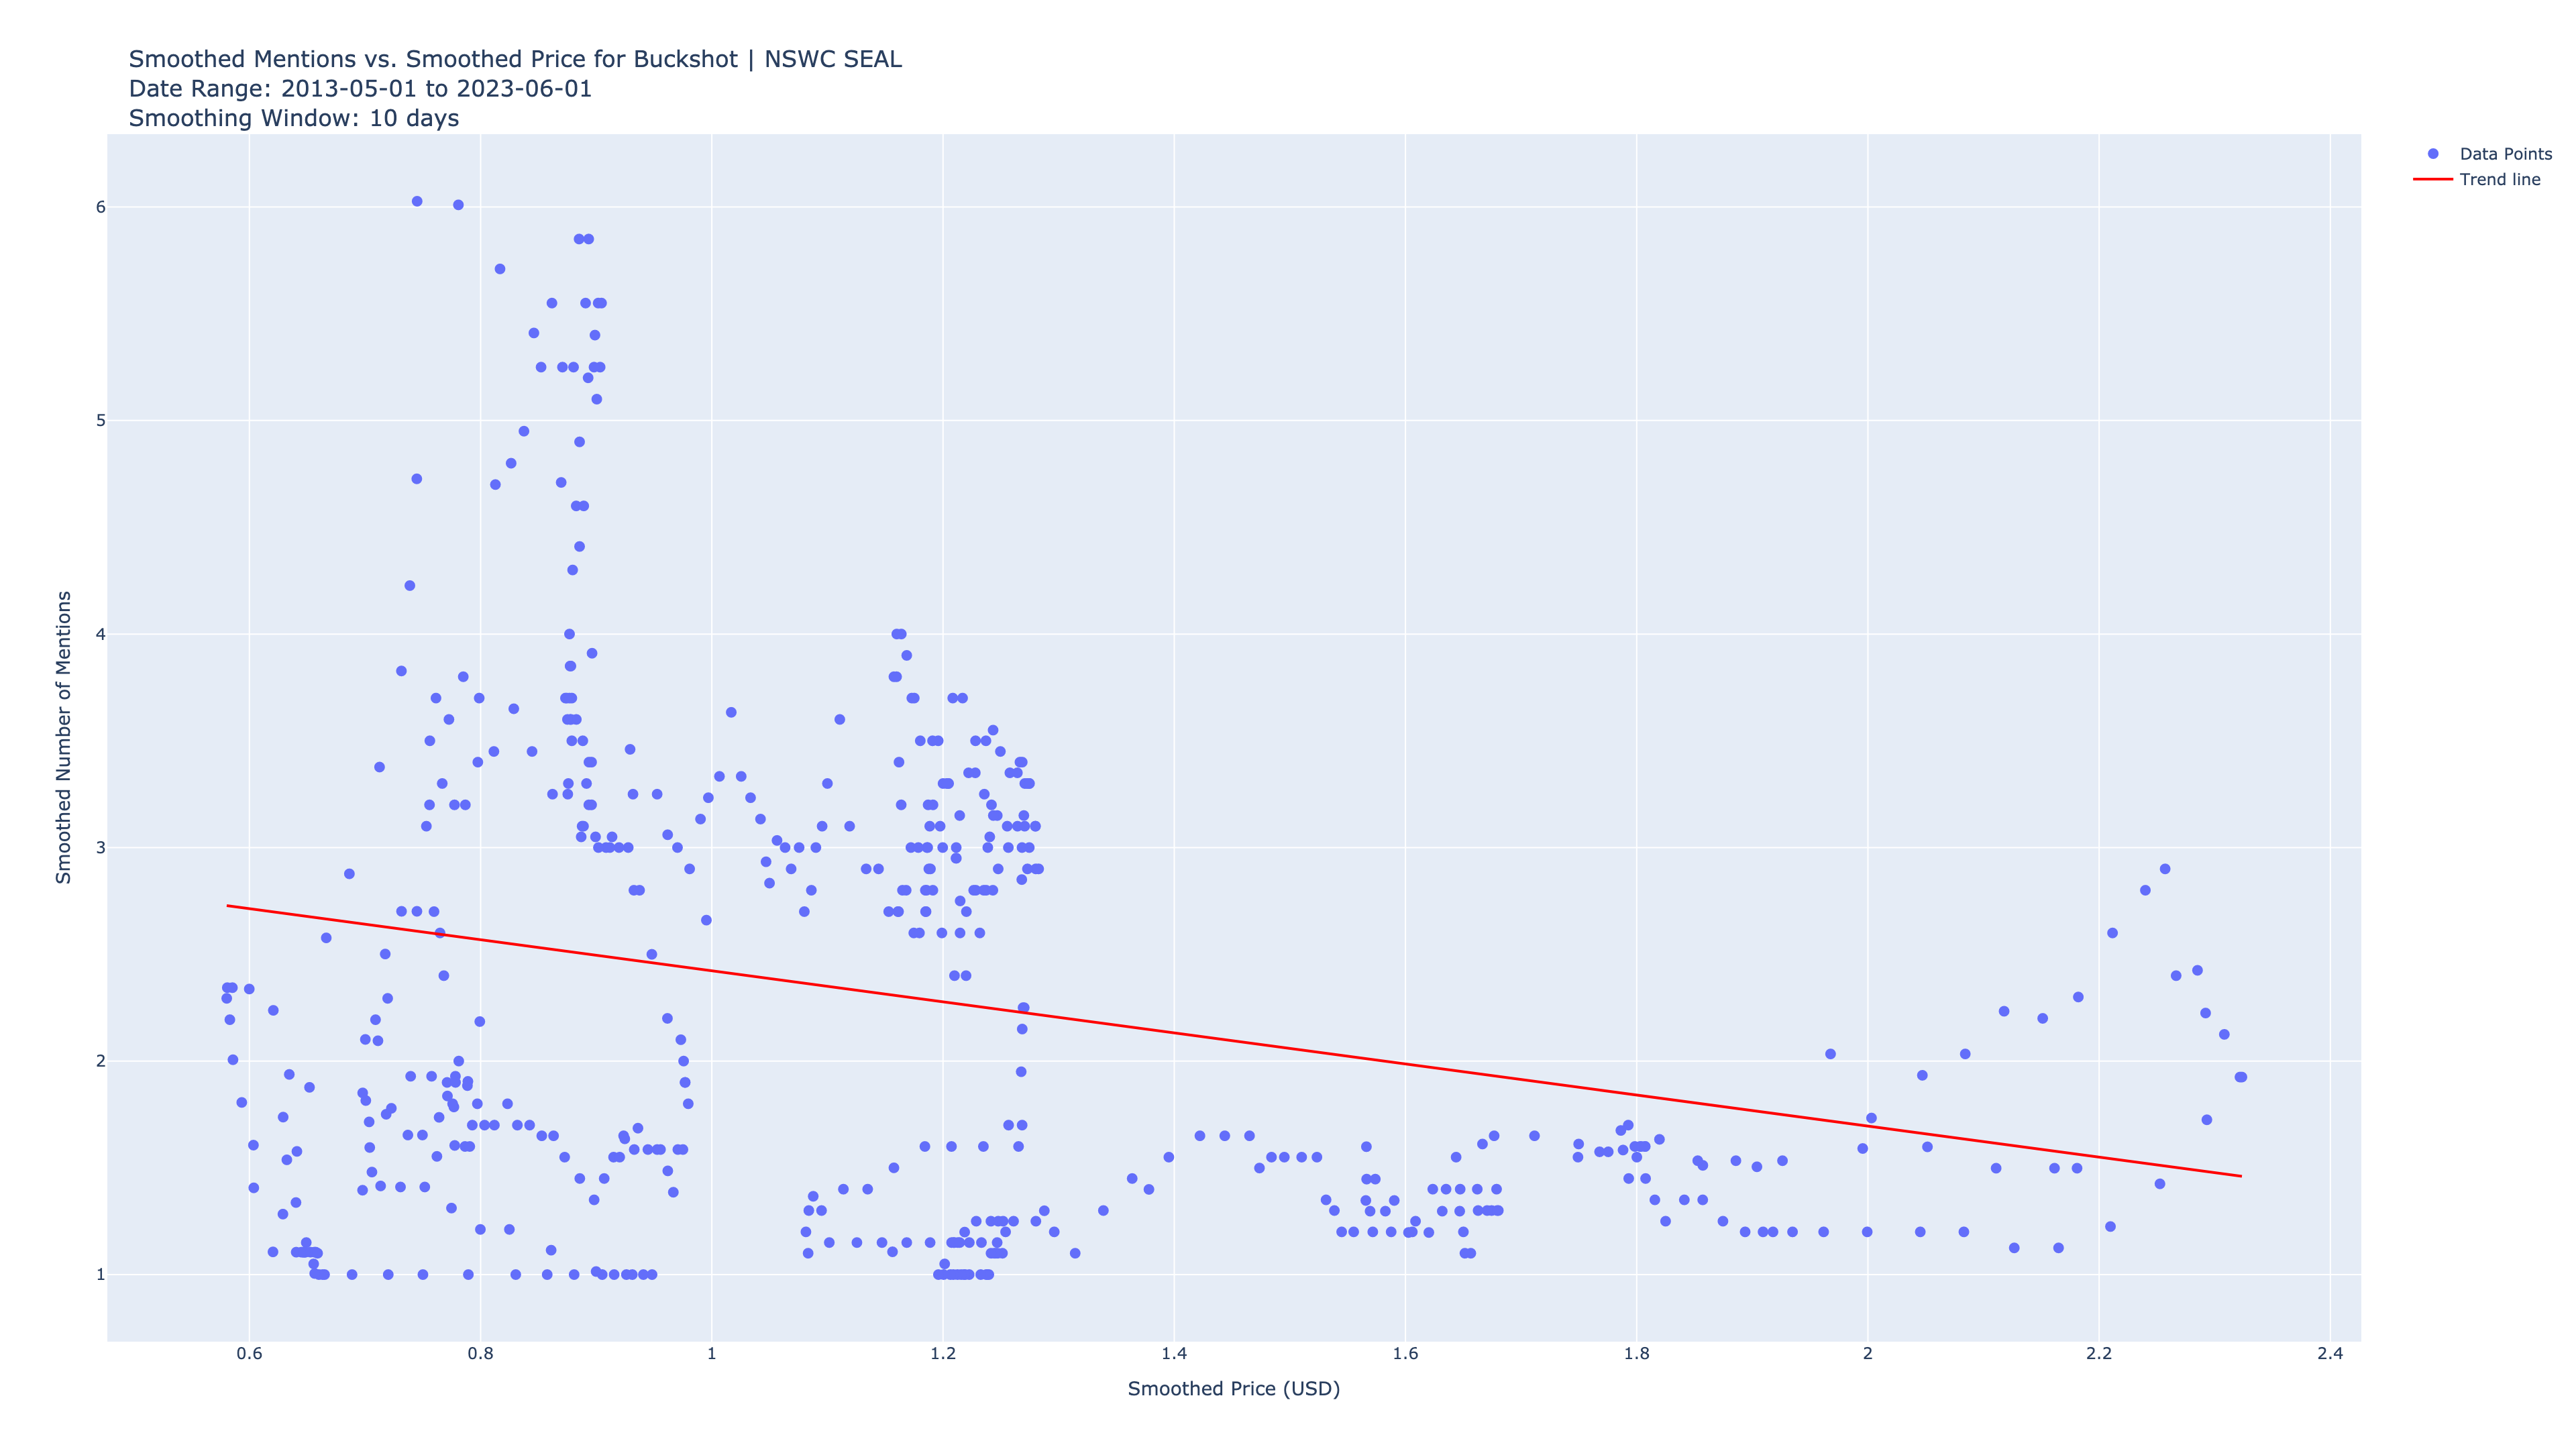 Smoothed Mentions vs. Smoothed Price for Buckshot | NSWC SEAL
Date Range: 2013-05-01 to 2023-06-01
Smoothing Window: 10 days
Data Points
Trend line
6
5
4
3
2
1
Smoothed Number of Mentions
0.6
0.8
1
1.2
1.4
1.6
1.8
2
2.2
2.4
Smoothed Price (USD)